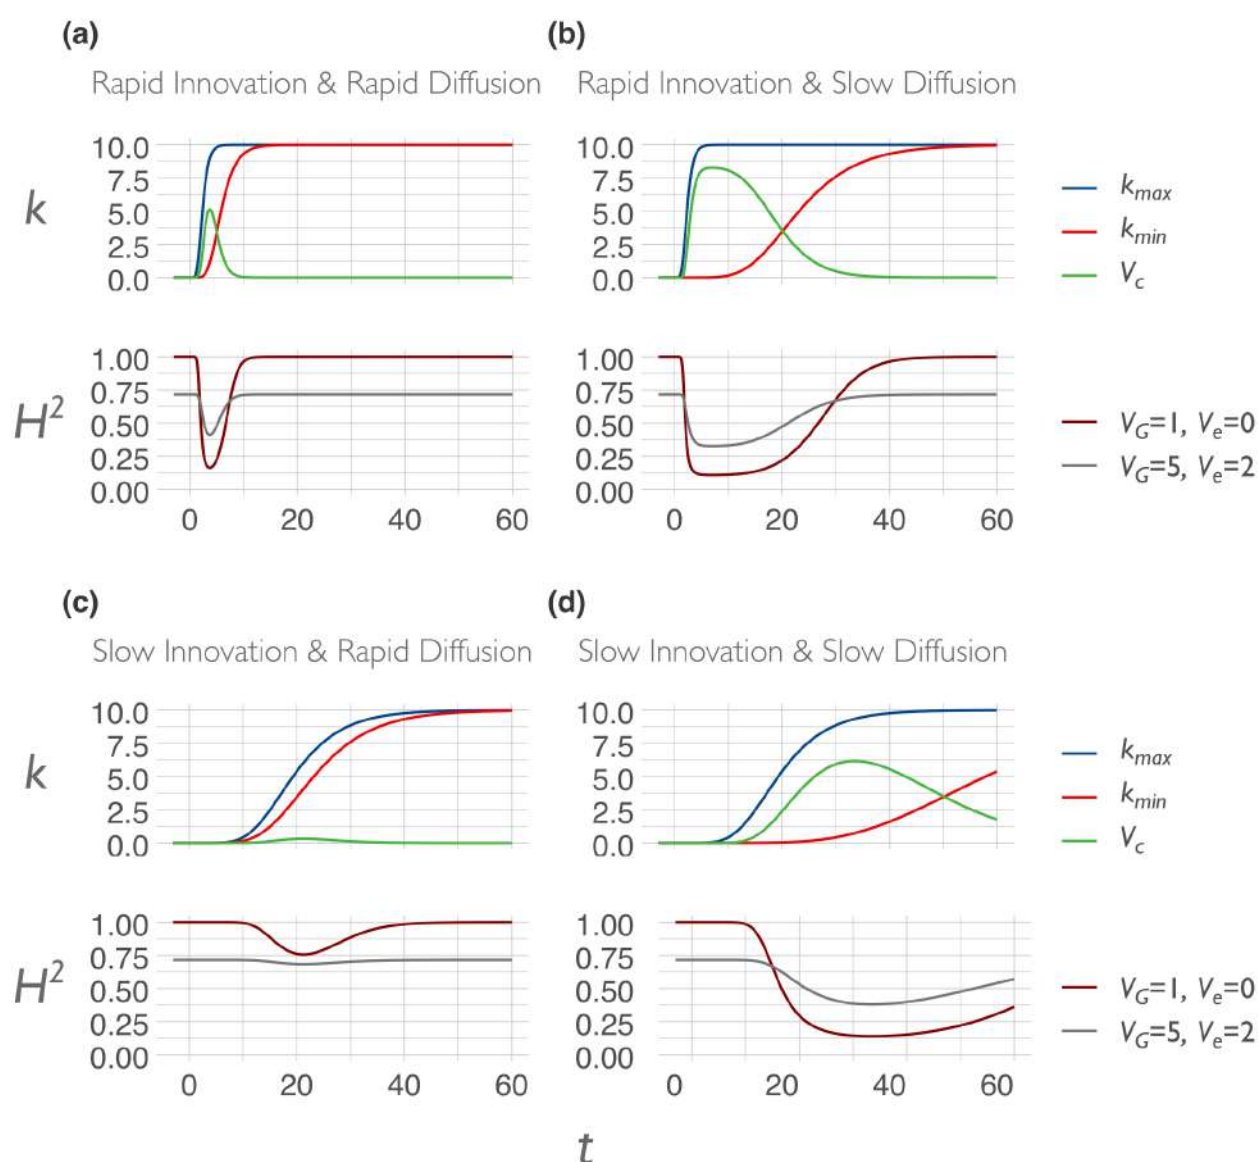 (a)
Rapid Innovation & Rapid Diffusion
(b)
Rapid Innovation & Slow Diffusion
k
10.0
7.5
5.0
2.5
0.0
10.0
7.5
5.0
2.5
0.0
kmax
kmin
Vc
H2
1.00
0.75
0.50
0.25
0.00
0 20 40 60
1.00
0.75
0.50
0.25
0.00
0 20 40 60
VG=1, Ve=0
VG=5, Ve=2
(c)
Slow Innovation & Rapid Diffusion
(d)
Slow Innovation & Slow Diffusion
k
10.0
7.5
5.0
2.5
0.0
10.0
7.5
5.0
2.5
0.0
kmax
kmin
Vc
H2
1.00
0.75
0.50
0.25
0.00
0 20 40 60
1.00
0.75
0.50
0.25
0.00
0 20 40 60
VG=1, Ve=0
VG=5, Ve=2
t